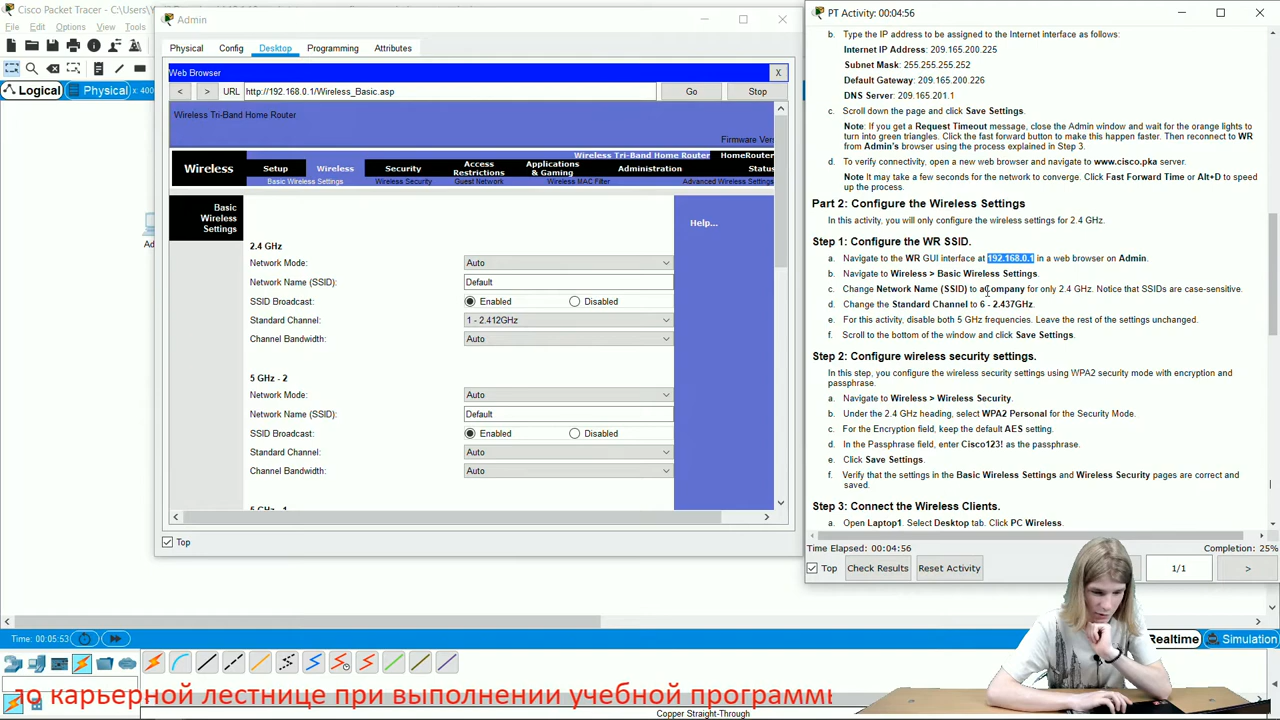 Cisco Packet Tracer - C:\Users\
File Edit Options View Tools
Logical Physical x: 400
Admin
Physical Config Desktop Programming Attributes
Web Browser X
< > URL http://192.168.0.1/Wireless_Basic.asp Go Stop
Wireless Tri-Band Home Router
Firmware Ver
Wireless Tri-Band Home Router HomeRouter
Wireless Setup Wireless Security Access Restrictions Applications & Gaming Administration Status
Basic Wireless Settings Wireless Security Guest Network Wireless MAC Filter Advanced Wireless Settings
Basic
Wireless
Settings
Help...
2.4 GHz
Network Mode: Auto
Network Name (SSID): Default
SSID Broadcast: Enabled Disabled
Standard Channel: 1 - 2.412GHz
Channel Bandwidth: Auto
5 GHz - 2
Network Mode: Auto
Network Name (SSID): Default
SSID Broadcast: Enabled Disabled
Standard Channel: Auto
Channel Bandwidth: Auto
Top
PT Activity: 00:04:56
b. Type the IP address to be assigned to the Internet interface as follows:
Internet IP Address: 209.165.200.225
Subnet Mask: 255.255.255.252
Default Gateway: 209.165.200.226
DNS Server: 209.165.201.1
c. Scroll down the page and click Save Settings.
Note: If you get a Request Timeout message, close the Admin window and wait for the orange lights to
turn into green triangles. Click the fast forward button to make this happen faster. Then reconnect to WR
from Admin's browser using the process explained in Step 3.
d. To verify connectivity, open a new web browser and navigate to www.cisco.pka server.
Note It may take a few seconds for the network to converge. Click Fast Forward Time or Alt+D to speed
up the process.
Part 2: Configure the Wireless Settings
In this activity, you will only configure the wireless settings for 2.4 GHz.
Step 1: Configure the WR SSID.
a. Navigate to the WR GUI interface at 192.168.0.1 in a web browser on Admin.
b. Navigate to Wireless > Basic Wireless Settings.
c. Change Network Name (SSID) to aCompany for only 2.4 GHz. Notice that SSIDs are case-sensitive.
d. Change the Standard Channel to 6 - 2.437GHz.
e. For this activity, disable both 5 GHz frequencies. Leave the rest of the settings unchanged.
f. Scroll to the bottom of the window and click Save Settings.
Step 2: Configure wireless security settings.
In this step, you configure the wireless security settings using WPA2 security mode with encryption and
passphrase.
a. Navigate to Wireless > Wireless Security.
b. Under the 2.4 GHz heading, select WPA2 Personal for the Security Mode.
c. For the Encryption field, keep the default AES setting.
d. In the Passphrase field, enter Cisco123! as the passphrase.
e. Click Save Settings.
f. Verify that the settings in the Basic Wireless Settings and Wireless Security pages are correct and
saved.
Step 3: Connect the Wireless Clients.
a. Open Laptop1. Select Desktop tab. Click PC Wireless.
Time Elapsed: 00:04:56 Completion: 25%
Top Check Results Reset Activity 1/1 >
Time: 00:05:53 Realtime Simulation
по карьерной лестнице при выполнении учебной программы
Copper Straight-Through